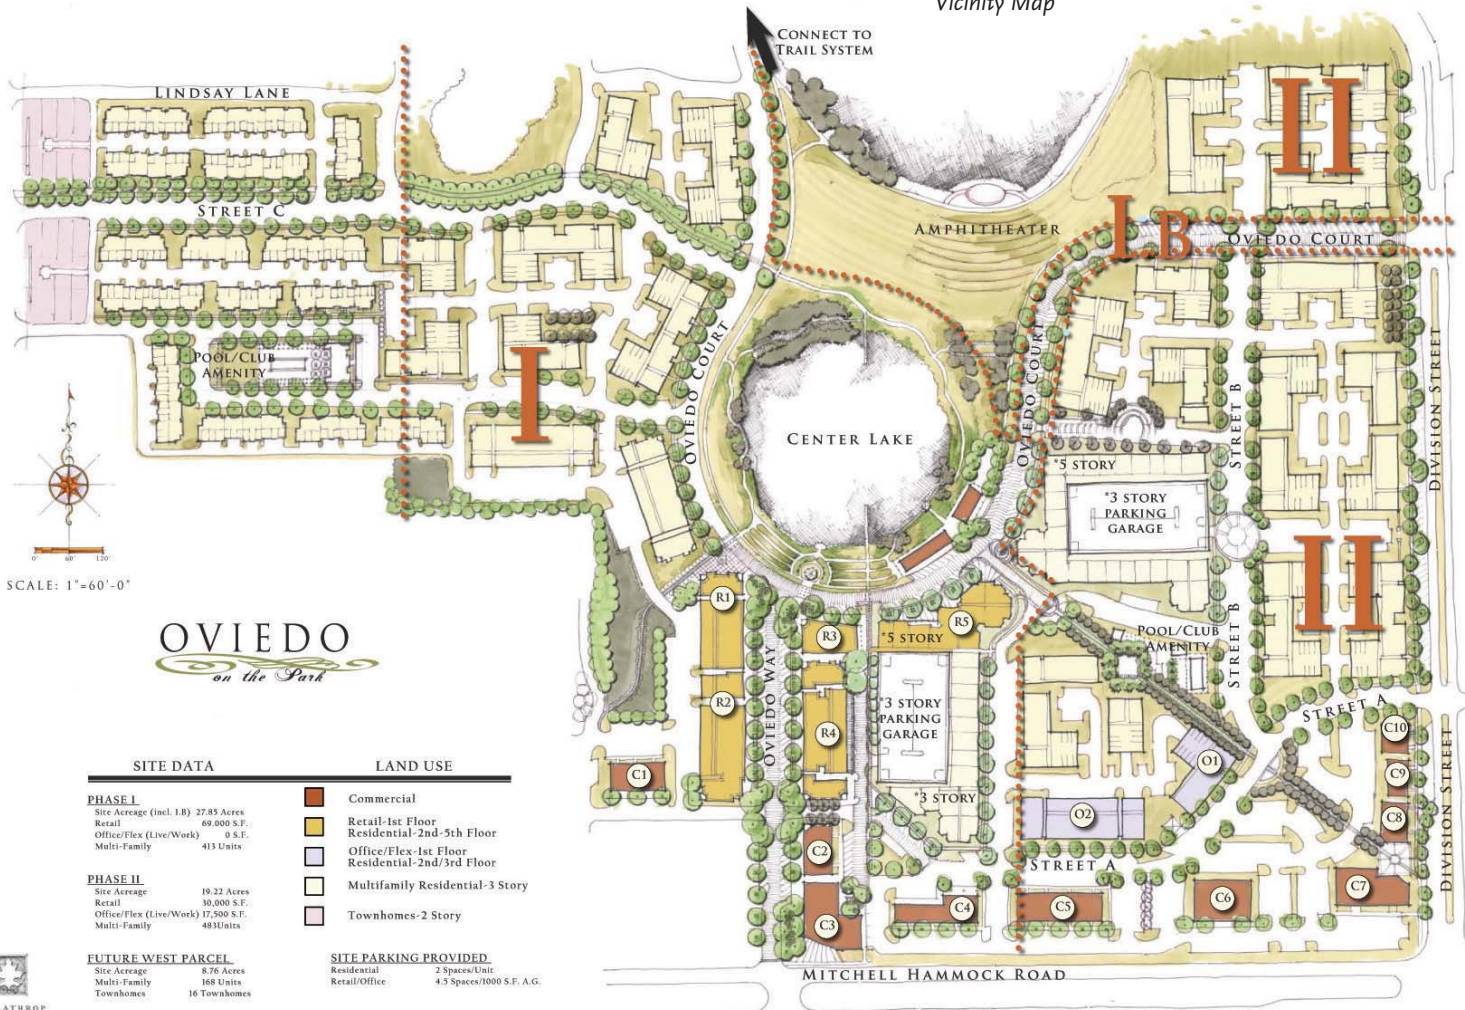 Vicinity Map
CONNECT TO
TRAIL SYSTEM
LINDSAY LANE
STREET C
POOL/CLUB
AMENITY
I
OVIEDO COURT
AMPHITHEATER
II
I B
OVIEDO COURT
CENTER LAKE
OVIEDO COURT
*5 STORY
*3 STORY
PARKING
GARAGE
STREET B
DIVISION STREET
II
STREET B
POOL/CLUB
AMENITY
STREET A
0' 60' 120'
SCALE: 1"=60'-0"
OVIEDO
on the Park
R1
R2
OVIEDO WAY
R3
R4
R5
*5 STORY
*3 STORY
PARKING
GARAGE
*3 STORY
O1
O2
STREET A
C1
C2
C3
C4
C5
C6
C7
C8
C9
C10
DIVISION STREET
MITCHELL HAMMOCK ROAD
SITE DATA
PHASE I
Site Acreage (incl. I.B) 27.85 Acres
Retail 69.000 S.F.
Office/Flex (Live/Work) 0 S.F.
Multi-Family 413 Units
PHASE II
Site Acreage 19.22 Acres
Retail 30,000 S.F.
Office/Flex (Live/Work) 17,500 S.F.
Multi-Family 483Units
FUTURE WEST PARCEL
Site Acreage 8.76 Acres
Multi-Family 168 Units
Townhomes 16 Townhomes
LAND USE
Commercial
Retail-1st Floor
Residential-2nd-5th Floor
Office/Flex-1st Floor
Residential-2nd/3rd Floor
Multifamily Residential-3 Story
Townhomes-2 Story
SITE PARKING PROVIDED
Residential 2 Spaces/Unit
Retail/Office 4.5 Spaces/1000 S.F. A.G.